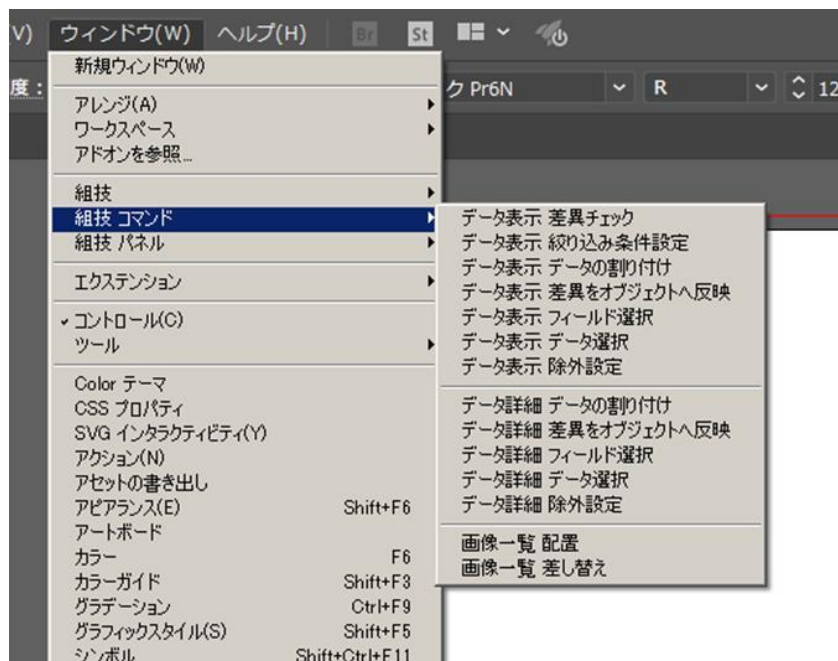 V) ウィンドウ(W) ヘルプ(H) Br St
新規ウィンドウ(W)
度： ク Pr6N R 12
アレンジ(A)
ワークスペース
アドオンを参照...
組技
組技 コマンド
組技 パネル
エクステンション
コントロール(C)
ツール
Color テーマ
CSS プロパティ
SVG インタラクティビティ(Y)
アクション(N)
アセットの書き出し
アピアランス(E) Shift+F6
アートボード
カラー F6
カラーガイド Shift+F3
グラデーション Ctrl+F9
グラフィックスタイル(S) Shift+F5
シンボル Shift+Ctrl+F11
データ表示 差異チェック
データ表示 絞り込み条件設定
データ表示 データの割り付け
データ表示 差異をオブジェクトへ反映
データ表示 フィールド選択
データ表示 データ選択
データ表示 除外設定
データ詳細 データの割り付け
データ詳細 差異をオブジェクトへ反映
データ詳細 フィールド選択
データ詳細 データ選択
データ詳細 除外設定
画像一覧 配置
画像一覧 差し替え